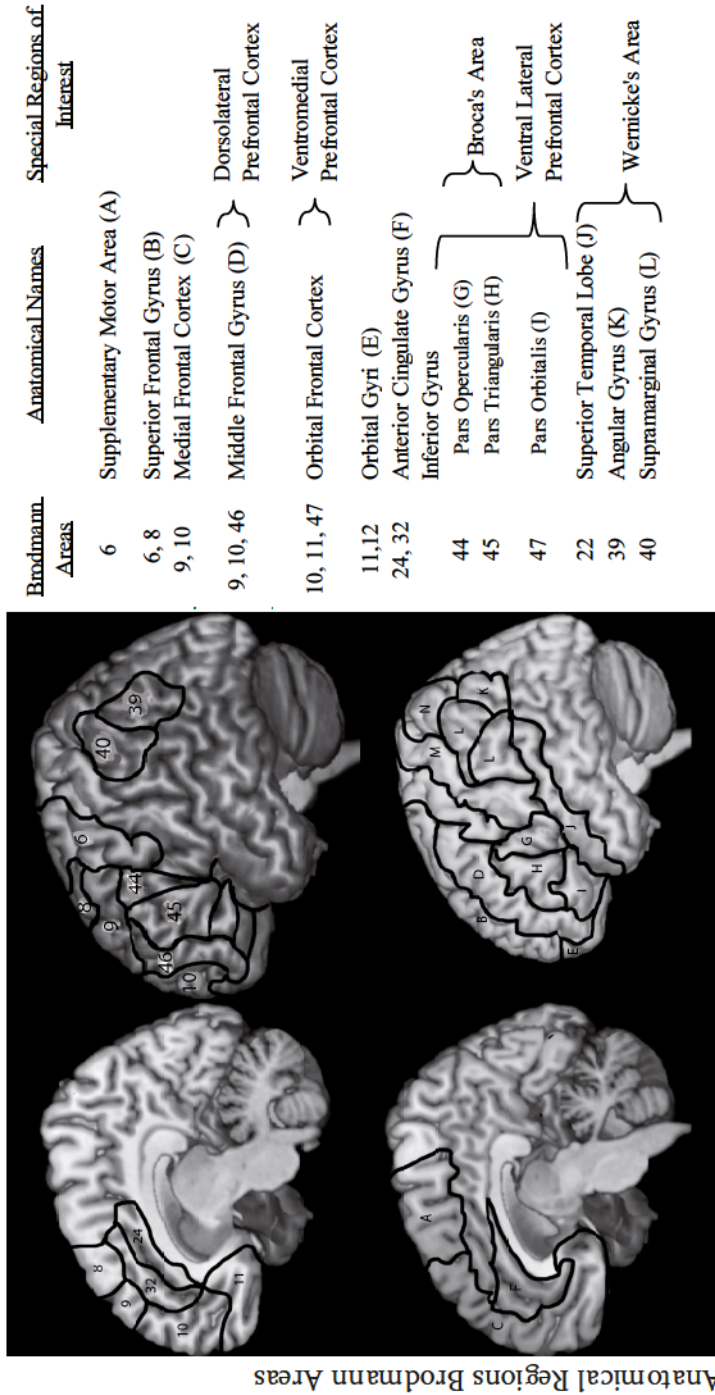 Brodmann Areas
Anatomical Names
Special Regions of Interest
6 Supplementary Motor Area (A)
6, 8 Superior Frontal Gyrus (B)
9, 10 Medial Frontal Cortex (C)
9, 10, 46 Middle Frontal Gyrus (D) Dorsolateral Prefrontal Cortex
10, 11, 47 Orbital Frontal Cortex Ventromedial Prefrontal Cortex
11,12 Orbital Gyri (E)
24, 32 Anterior Cingulate Gyrus (F)
Inferior Gyrus
44 Pars Opercularis (G)
45 Pars Triangularis (H)
Broca's Area
47 Pars Orbitalis (I)
Ventral Lateral Prefrontal Cortex
22 Superior Temporal Lobe (J)
39 Angular Gyrus (K)
40 Supramarginal Gyrus (L)
Wernicke's Area
8
9
10
32
24
11
6
8
9
44
45
46
10
40
39
A
C
F
B
D
E
G
H
I
J
K
L
L
M
N
Anatomical Regions Brodmann Areas